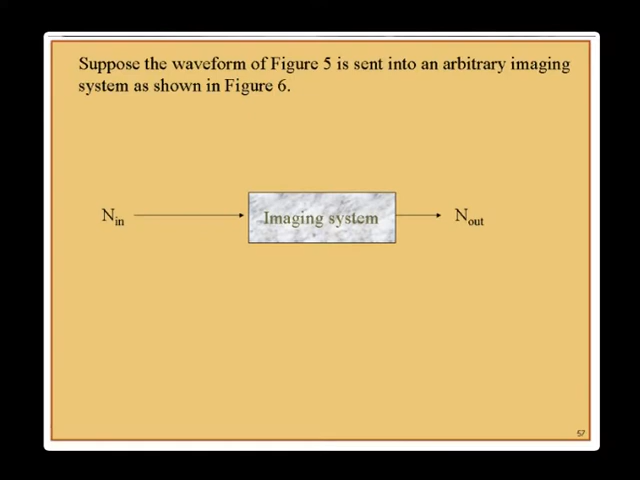 Suppose the waveform of Figure 5 is sent into an arbitrary imaging
system as shown in Figure 6.
Nin
Imaging system
Nout
57